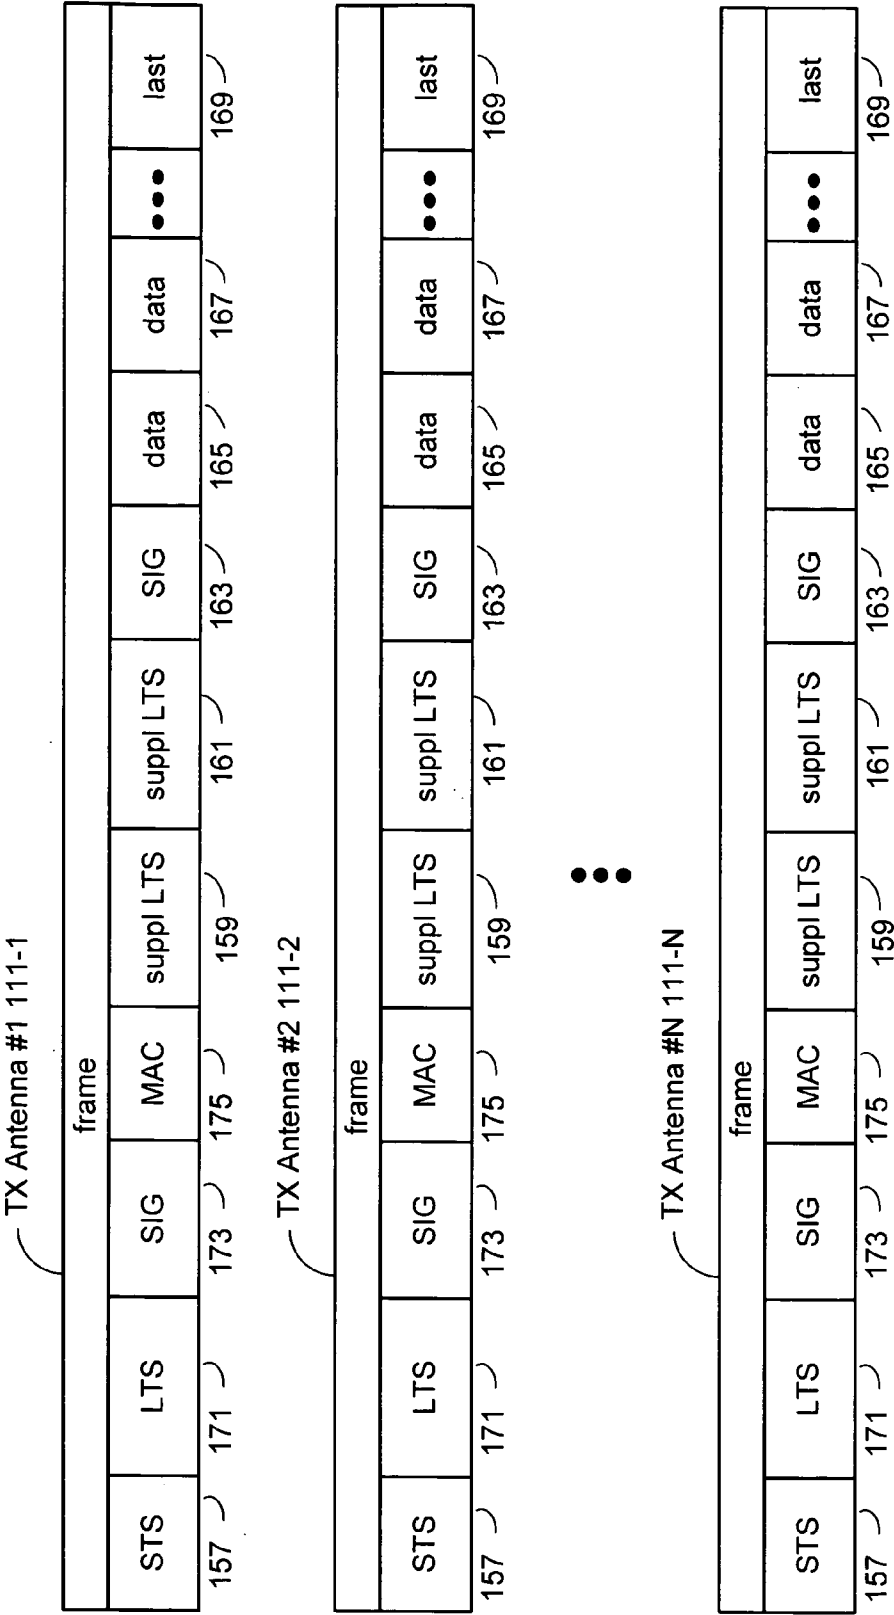 TX Antenna #1 111-1
frame
STS LTS SIG MAC suppl LTS suppl LTS SIG data data ●●● last
157 171 173 175 159 161 163 165 167 169
TX Antenna #2 111-2
frame
STS LTS SIG MAC suppl LTS suppl LTS SIG data data ●●● last
157 171 173 175 159 161 163 165 167 169
●●●
TX Antenna #N 111-N
frame
STS LTS SIG MAC suppl LTS suppl LTS SIG data data ●●● last
157 171 173 175 159 161 163 165 167 169